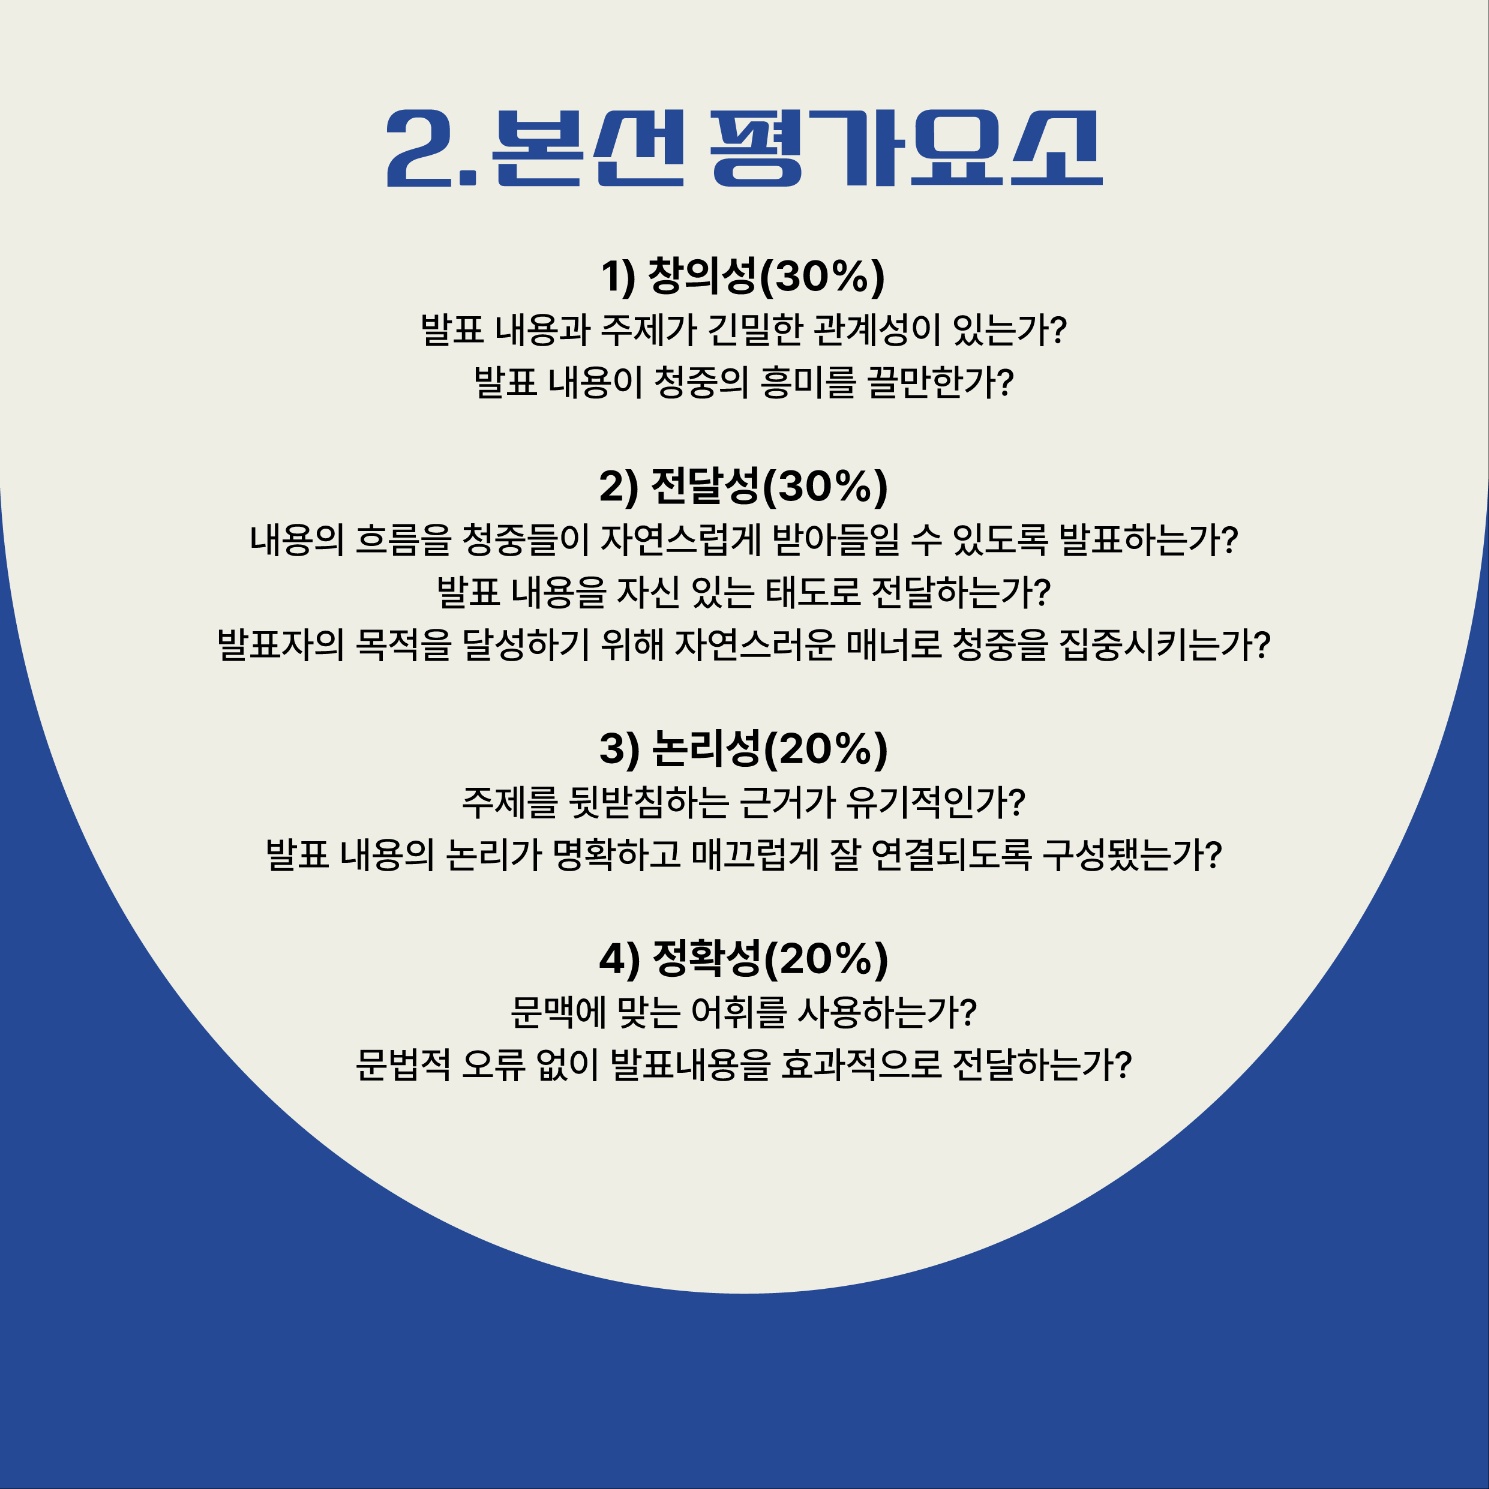 2. 본선 평가요소
1) 창의성(30%)
발표 내용과 주제가 긴밀한 관계성이 있는가?
발표 내용이 청중의 흥미를 끌만한가?
2) 전달성(30%)
내용의 흐름을 청중들이 자연스럽게 받아들일 수 있도록 발표하는가?
발표 내용을 자신 있는 태도로 전달하는가?
발표자의 목적을 달성하기 위해 자연스러운 매너로 청중을 집중시키는가?
3) 논리성(20%)
주제를 뒷받침하는 근거가 유기적인가?
발표 내용의 논리가 명확하고 매끄럽게 잘 연결되도록 구성됐는가?
4) 정확성(20%)
문맥에 맞는 어휘를 사용하는가?
문법적 오류 없이 발표내용을 효과적으로 전달하는가?